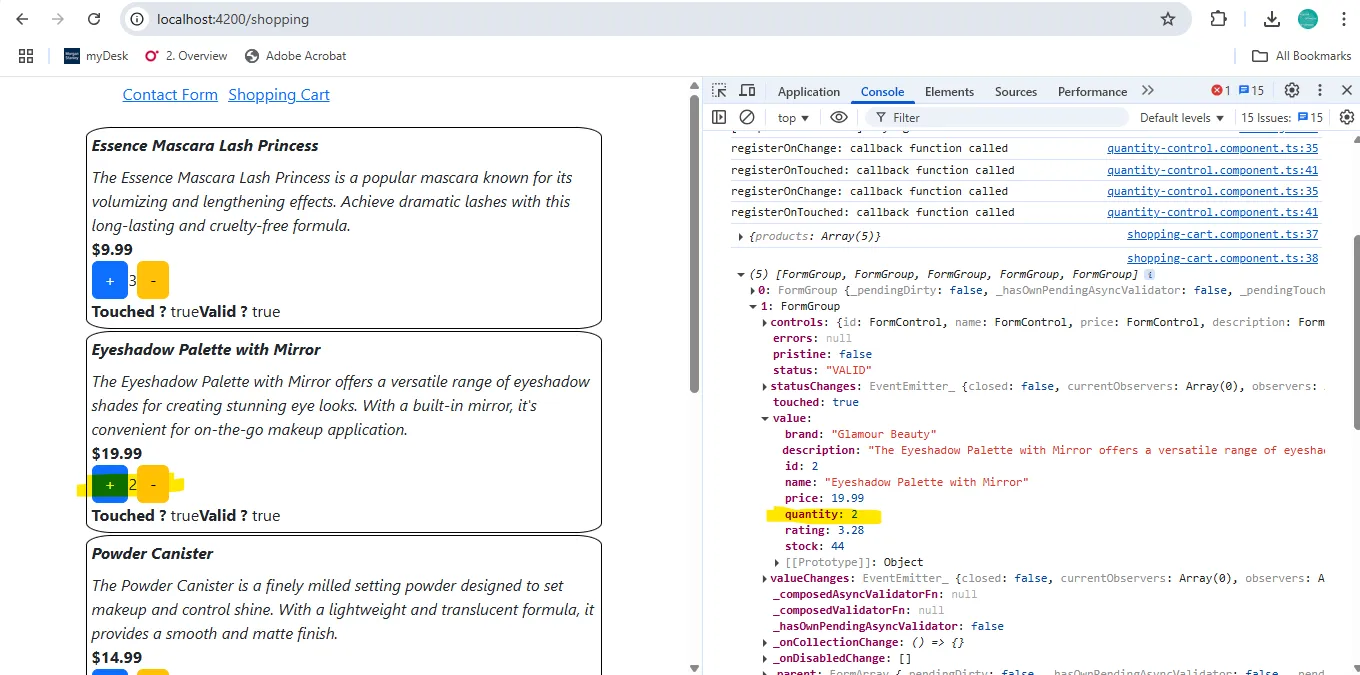 localhost:4200/shopping
myDesk
2. Overview
Adobe Acrobat
All Bookmarks
Contact Form Shopping Cart
Essence Mascara Lash Princess
The Essence Mascara Lash Princess is a popular mascara known for its
volumizing and lengthening effects. Achieve dramatic lashes with this
long-lasting and cruelty-free formula.
$9.99
+ 3 -
Touched ? trueValid ? true
Eyeshadow Palette with Mirror
The Eyeshadow Palette with Mirror offers a versatile range of eyeshadow
shades for creating stunning eye looks. With a built-in mirror, it's
convenient for on-the-go makeup application.
$19.99
+ 2 -
Touched ? trueValid ? true
Powder Canister
The Powder Canister is a finely milled setting powder designed to set
makeup and control shine. With a lightweight and translucent formula, it
provides a smooth and matte finish.
$14.99
Application Console Elements Sources Performance 1 15
top Filter Default levels 15 Issues: 15
registerOnChange: callback function called quantity-control.component.ts:35
registerOnTouched: callback function called quantity-control.component.ts:41
registerOnChange: callback function called quantity-control.component.ts:35
registerOnTouched: callback function called quantity-control.component.ts:41
{products: Array(5)} shopping-cart.component.ts:37
shopping-cart.component.ts:38
(5) [FormGroup, FormGroup, FormGroup, FormGroup, FormGroup] i
0: FormGroup {_pendingDirty: false, _hasOwnPendingAsyncValidator: false, _pendingTouch
1: FormGroup
controls: {id: FormControl, name: FormControl, price: FormControl, description: Form
errors: null
pristine: false
status: "VALID"
statusChanges: EventEmitter_ {closed: false, currentObservers: Array(0), observers:
touched: true
value:
brand: "Glamour Beauty"
description: "The Eyeshadow Palette with Mirror offers a versatile range of eyeshad
id: 2
name: "Eyeshadow Palette with Mirror"
price: 19.99
quantity: 2
rating: 3.28
stock: 44
[[Prototype]]: Object
valueChanges: EventEmitter_ {closed: false, currentObservers: Array(0), observers: A
_composedAsyncValidatorFn: null
_composedValidatorFn: null
_hasOwnPendingAsyncValidator: false
_onCollectionChange: () => {}
_onDisabledChange: []
_parent: FormArray {_pendingDirty: false, _hasOwnPendingAsyncValidator: false, _pend